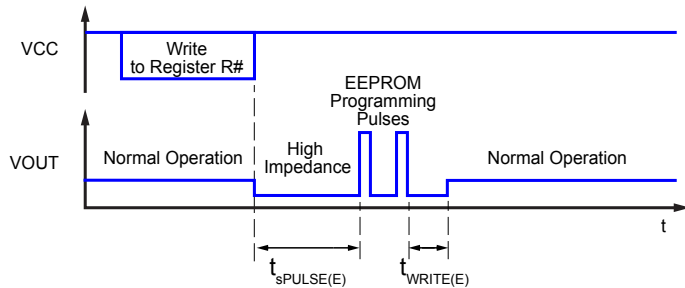 VCC
Write
to Register R#
EEPROM
Programming
Pulses
VOUT
Normal Operation
High
Impedance
Normal Operation
t
tsPULSE(E)
tWRITE(E)